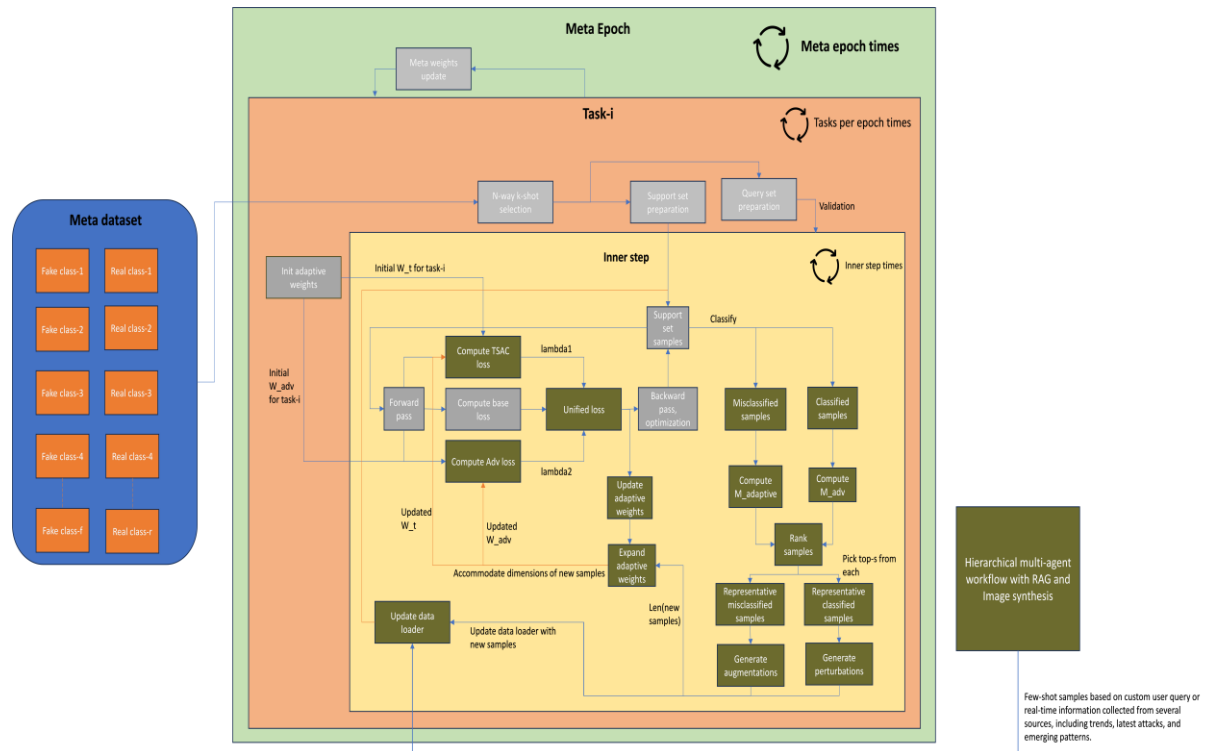 Meta Epoch
Meta epoch times
Meta weights
update
Task-i
Tasks per epoch times
N-way k-shot
selection
Support set
preparation
Query set
preparation
Validation
Meta dataset
Fake class-1
Real class-1
Fake class-2
Real class-2
Fake class-3
Real class-3
Fake class-4
Real class-4
Fake class-f
Real class-r
Init adaptive
weights
Initial W_t for task-i
Initial
W_adv
for task-i
Inner step
Inner step times
Support
set
samples
Classify
Compute TSAC
loss
lambda1
Forward
pass
Compute base
loss
Unified loss
Backward
pass,
optimization
Misclassified
samples
Classified
samples
Compute Adv loss
lambda2
Compute
M_adaptive
Compute
M_adv
Updated
W_t
Updated
W_adv
Update
adaptive
weights
Rank
samples
Pick top-s from
each
Expand
adaptive
weights
Accommodate dimensions of new samples
Len(new
samples)
Representative
misclassified
samples
Representative
classified
samples
Update data
loader
Update data loader with
new samples
Generate
augmentations
Generate
perturbations
Hierarchical multi-agent
workflow with RAG and
Image synthesis
Few-shot samples based on custom user query or
real-time information collected from several
sources, including trends, latest attacks, and
emerging patterns.